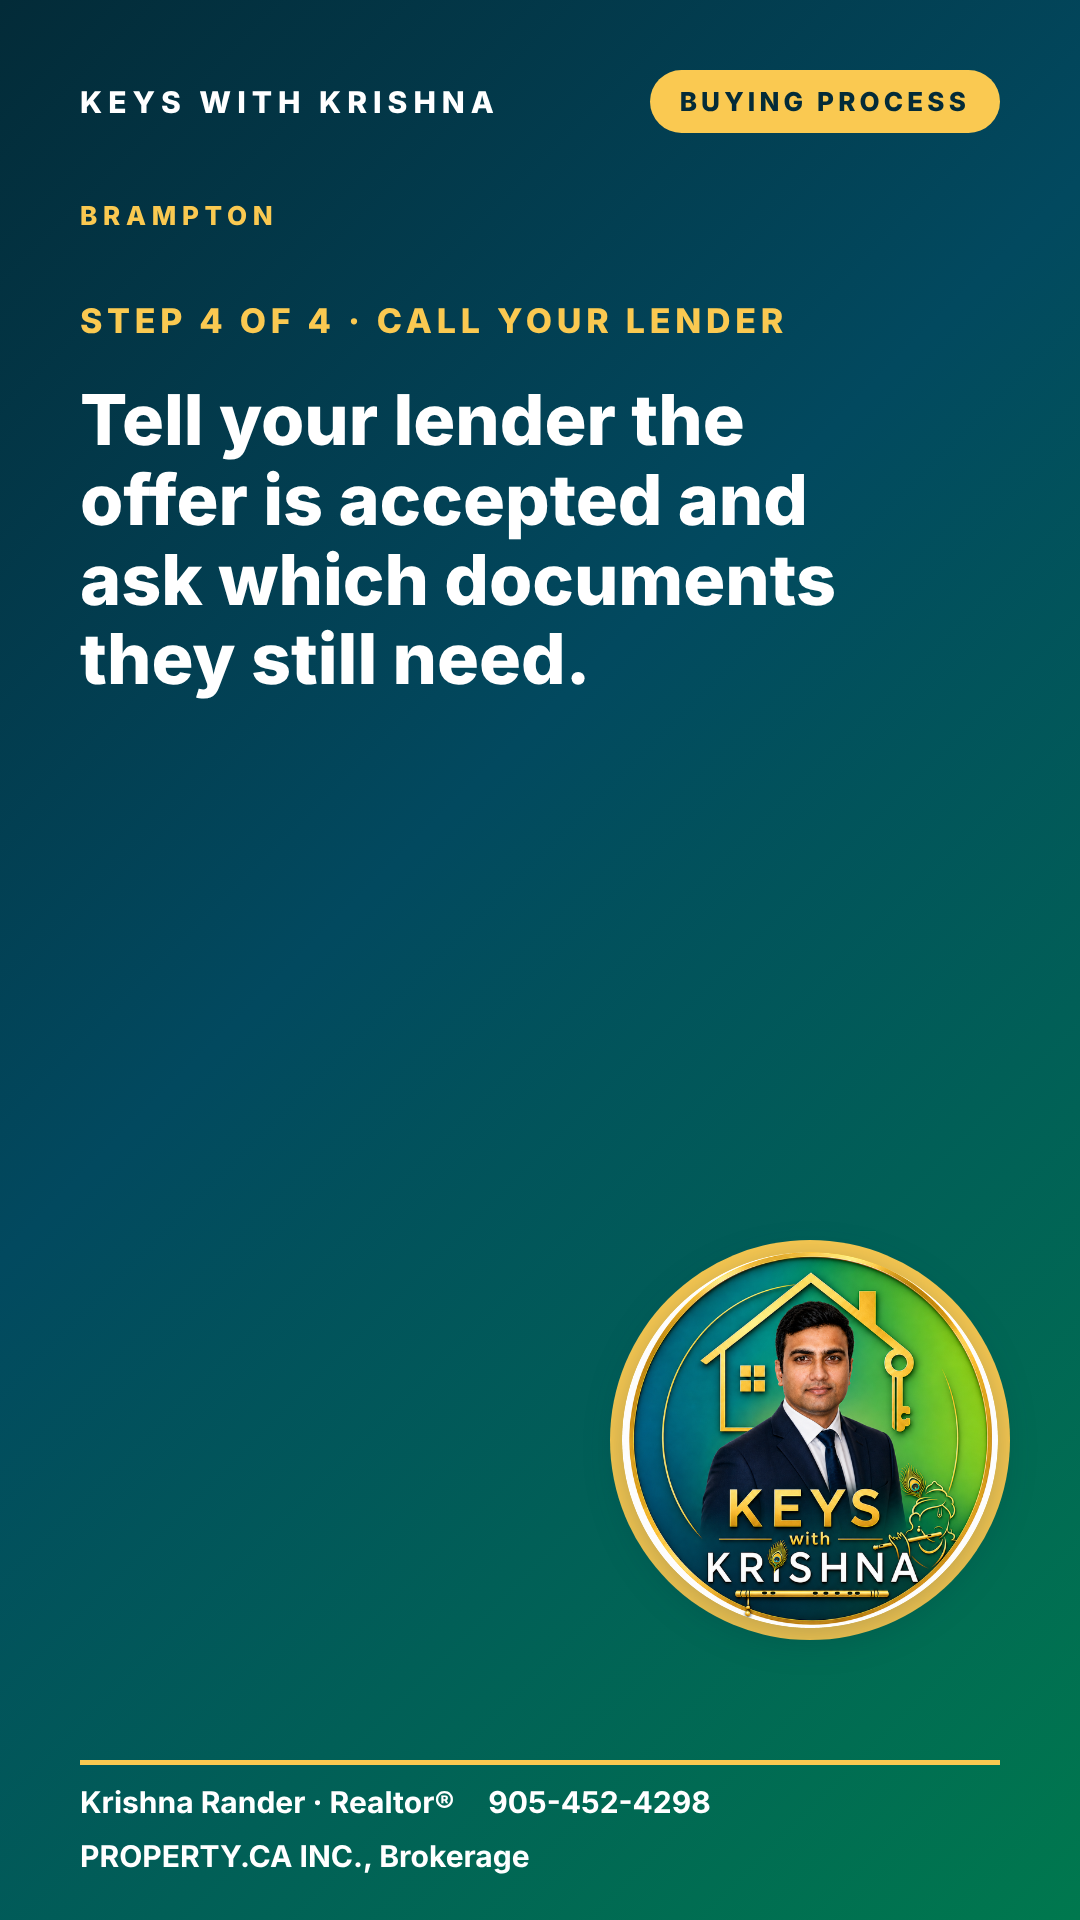 KEYS WITH KRISHNA
BUYING PROCESS
BRAMPTON
STEP 4 OF 4 · CALL YOUR LENDER
Tell your lender the
offer is accepted and
ask which documents
they still need.
KEYS
with
KRISHNA
Krishna Rander · Realtor® 905-452-4298
PROPERTY.CA INC., Brokerage